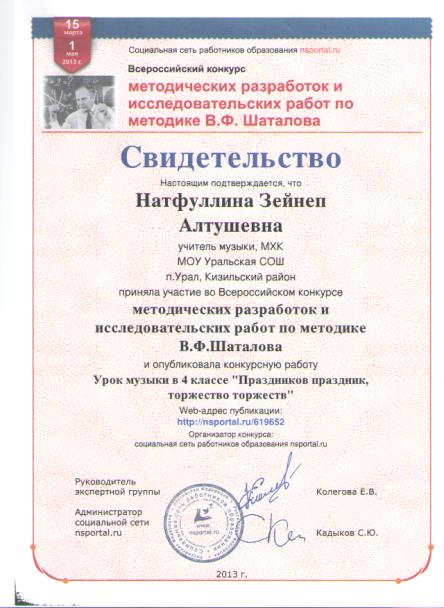 15
марта
1
мая
2013 г.
Социальная сеть работников образования nsportal.ru
Всероссийский конкурс
методических разработок и
исследовательских работ по
методике В.Ф. Шаталова
Свидетельство
Настоящим подтверждается, что
Натфуллина Зейнеп
Алтушевна
учитель музыки, МХК
МОУ Уральская СОШ
п.Урал, Кизильский район
приняла участие во Всероссийском конкурсе
методических разработок и
исследовательских работ по методике
В.Ф.Шаталова
и опубликовала конкурсную работу
Урок музыки в 4 классе "Праздников праздник,
торжество торжеств"
Web-адрес публикации:
http://nsportal.ru/619652
Организатор конкурса:
социальная сеть работников образования nsportal.ru
Руководитель
экспертной группы
Колегова Е.В.
Администратор
социальной сети
nsportal.ru
Кадыков С.Ю.
nsportal.ru
2013 г.